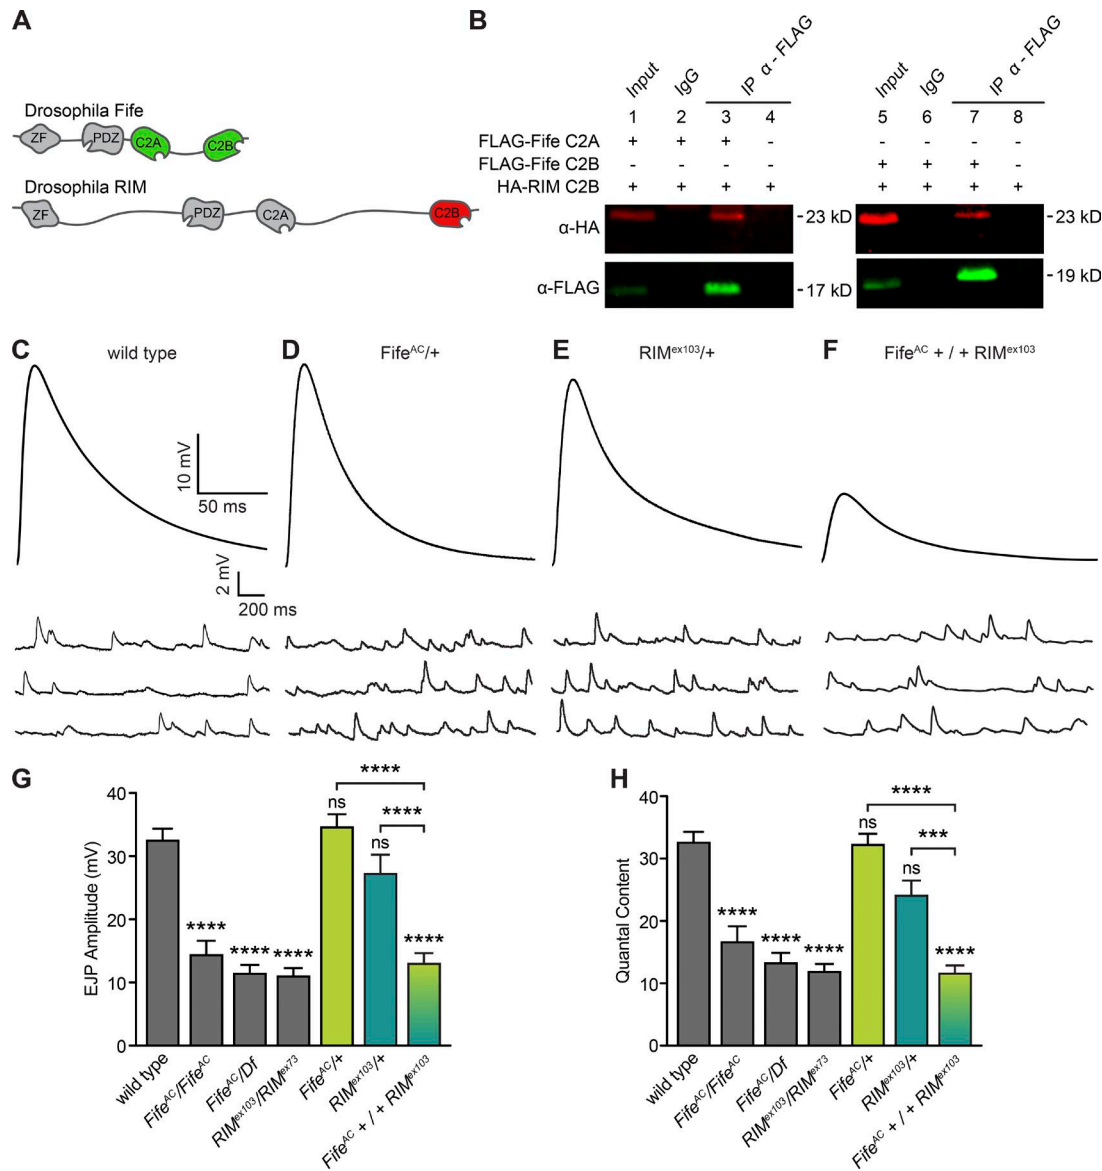 A
Drosophila Fife
ZF
PDZ
C2A
C2B
Drosophila RIM
ZF
PDZ
C2A
C2B
B
Input
IgG
IP α - FLAG
Input
IgG
IP α - FLAG
1 2 3 4 5 6 7 8
FLAG-Fife C2A + + + - - - - -
FLAG-Fife C2B - - - - + + + -
HA-RIM C2B + + + + + + + +
α-HA
- 23 kD
- 23 kD
α-FLAG
- 17 kD
- 19 kD
C
wild type
10 mV
50 ms
2 mV
200 ms
D
Fife^AC/+
E
RIM^ex103/+
F
Fife^AC + / + RIM^ex103
G
EJP Amplitude (mV)
40
30
20
10
0
****
****
****
ns
ns
****
****
****
wild type
Fife^AC/Fife^AC
Fife^AC/Df
RIM^ex103/RIM^ex73
Fife^AC/+
RIM^ex103/+
Fife^AC + / + RIM^ex103
H
Quantal Content
40
30
20
10
0
****
****
****
ns
ns
****
****
***
wild type
Fife^AC/Fife^AC
Fife^AC/Df
RIM^ex103/RIM^ex73
Fife^AC/+
RIM^ex103/+
Fife^AC + / + RIM^ex103